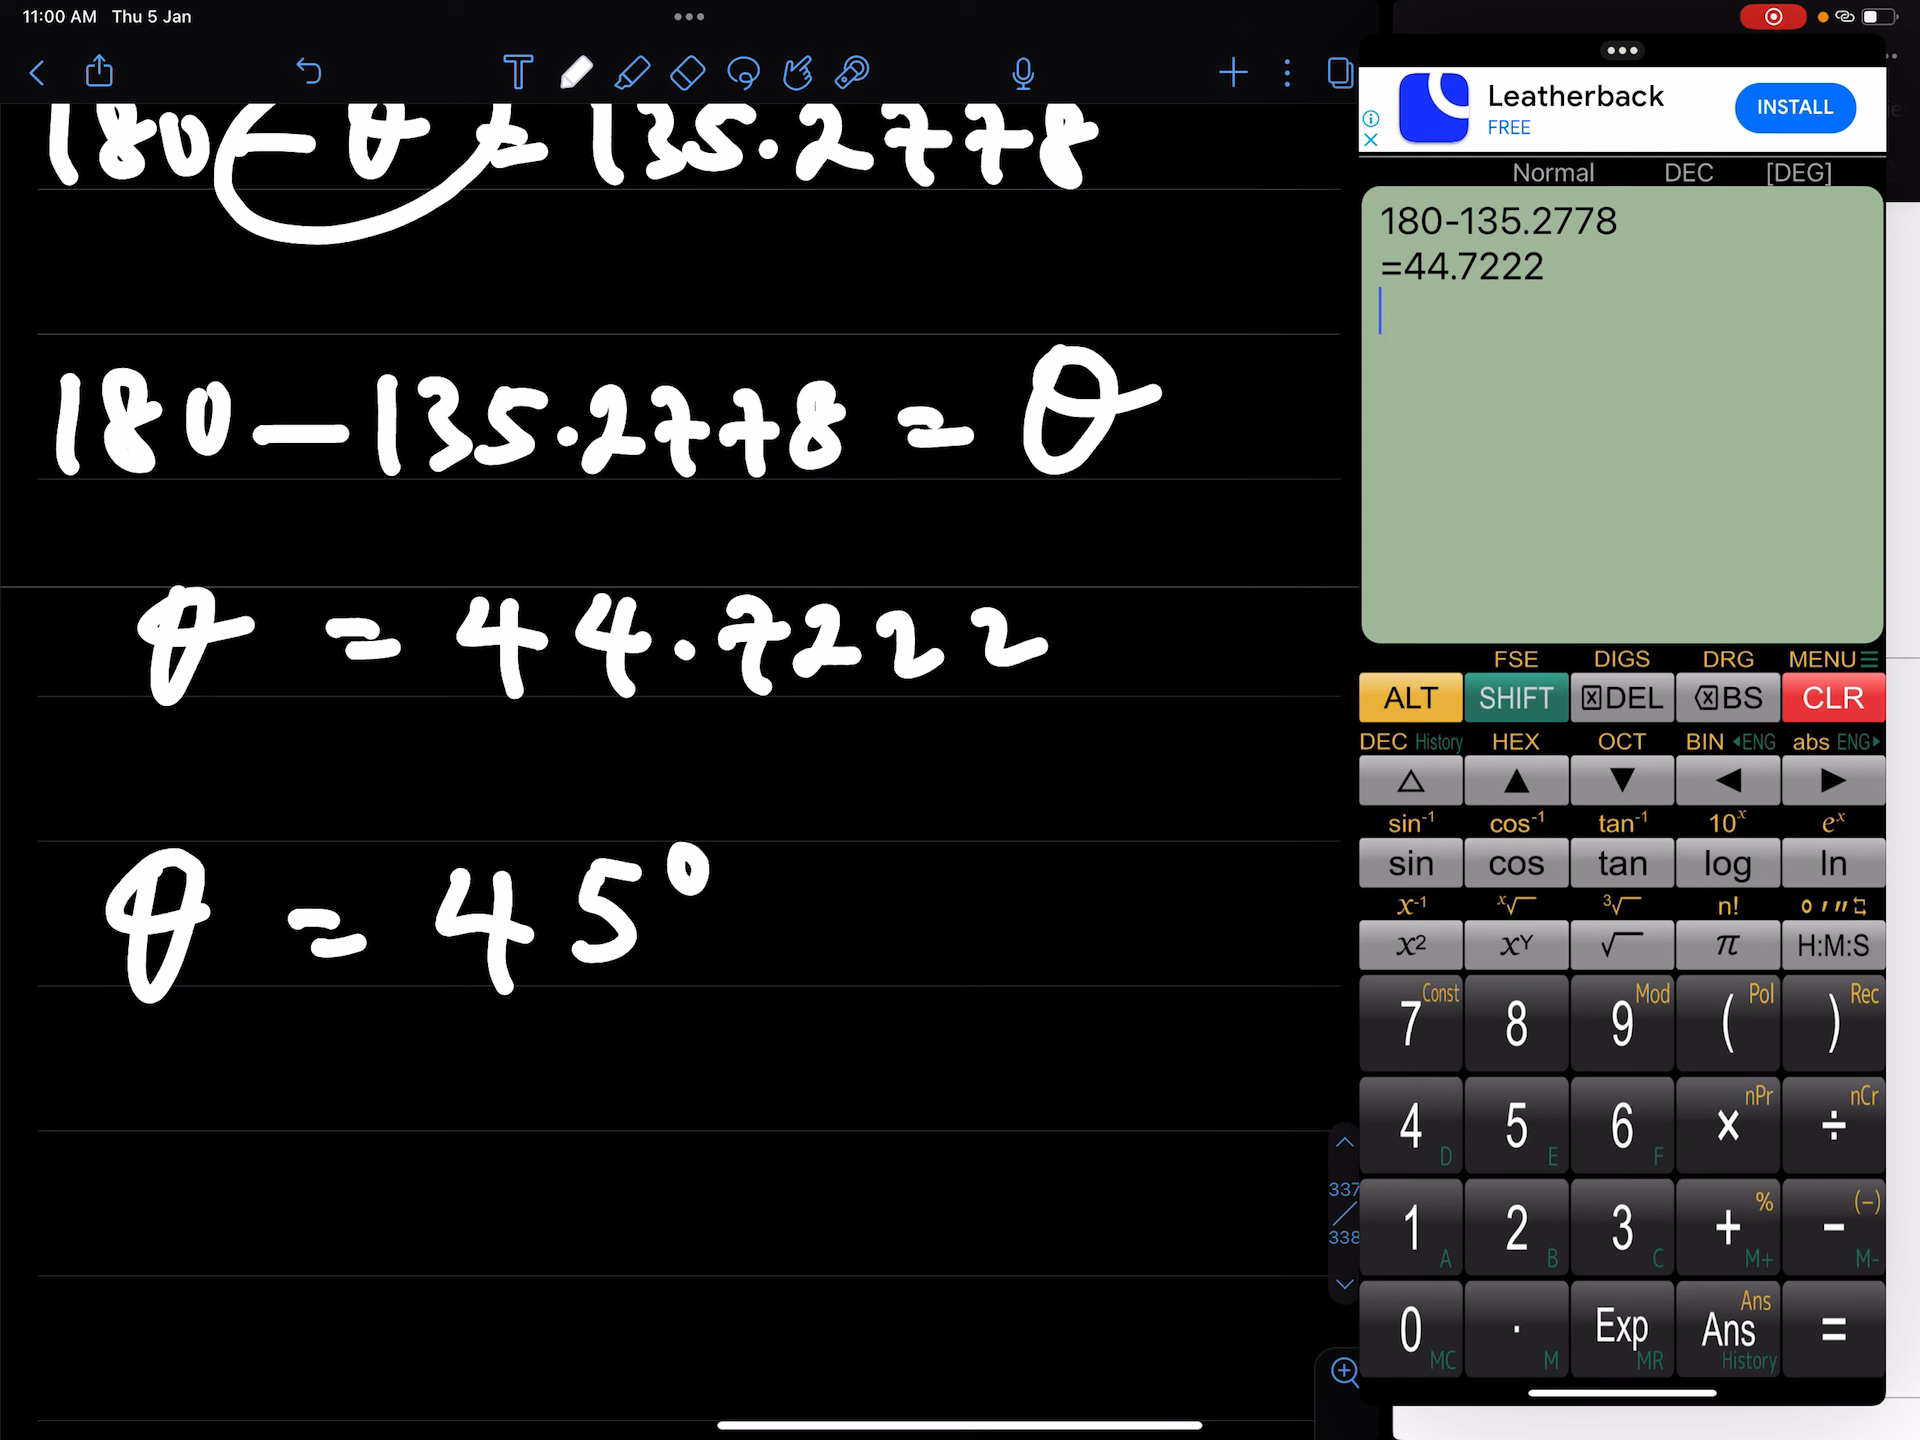 11:00 AM Thu 5 Jan
T
180 - θ = 135.2778
180 - 135.2778 = θ
θ = 44.7222
θ = 45°
337
338
Leatherback
FREE
INSTALL
Normal DEC [DEG]
180-135.2778
=44.7222
FSE DIGS DRG MENU
ALT SHIFT DEL BS CLR
DEC History HEX OCT BIN ◂ENG abs ENG▸
△ ▲ ▼ ◀ ▶
sin⁻¹ cos⁻¹ tan⁻¹ 10ˣ eˣ
sin cos tan log ln
x⁻¹ ˣ√ ³√ n! ° ′ ″
x² xʸ √ π H:M:S
Const Mod Pol Rec
7 8 9 ( )
nPr nCr
4 5 6 × ÷
D E F
% (−)
1 2 3 + -
A B C M+ M-
Ans
0 . Exp Ans =
MC M MR History